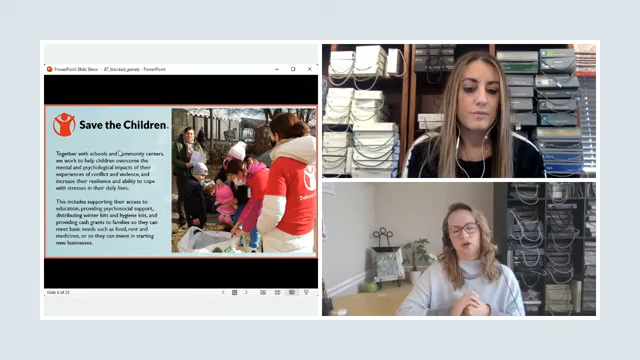 PowerPoint Slide Show - 87_blocked_panels - PowerPoint
Save the Children.
Together with schools and community centers,
we work to help children overcome the
mental and psychological impacts of their
experiences of conflict and violence, and
increase their resilience and ability to cope
with stresses in their daily lives.
This includes supporting their access to
education, providing psychosocial support,
distributing winter kits and hygiene kits, and
providing cash grants to families so they can
meet basic needs such as food, rent and
medicines, or so they can invest in starting
new businesses.